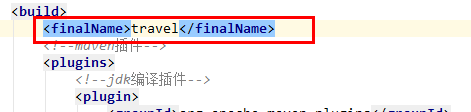 <build>
<finalName>travel</finalName>
<!--maven插件-->
<plugins>
<!--jdk编译插件-->
<plugin>